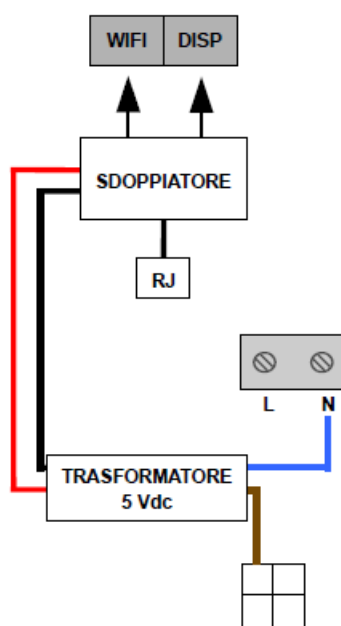 WIFI DISP
SDOPPIATORE
RJ
L N
TRASFORMATORE
5 Vdc